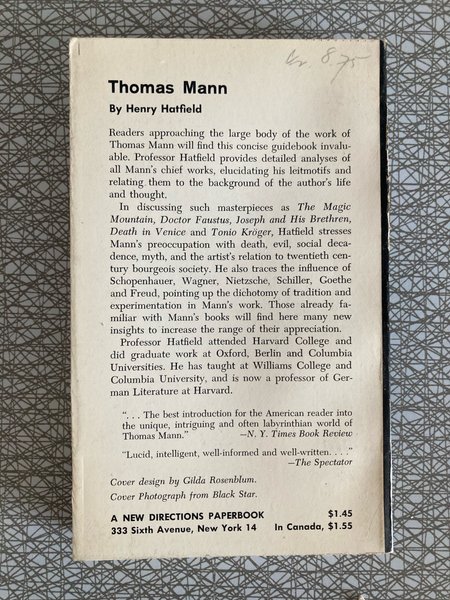 8 75
Thomas Mann
By Henry Hatfield
Readers approaching the large body of the work of
Thomas Mann will find this concise guidebook invalu-
able. Professor Hatfield provides detailed analyses of
all Mann's chief works, elucidating his leitmotifs and
relating them to the background of the author's life
and thought.
In discussing such masterpieces as The Magic
Mountain, Doctor Faustus, Joseph and His Brethren,
Death in Venice and Tonio Kröger, Hatfield stresses
Mann's preoccupation with death, evil, social deca-
dence, myth, and the artist's relation to twentieth cen-
tury bourgeois society. He also traces the influence of
Schopenhauer, Wagner, Nietzsche, Schiller, Goethe
and Freud, pointing up the dichotomy of tradition and
experimentation in Mann's work. Those already fa-
miliar with Mann's books will find here many new
insights to increase the range of their appreciation.
Professor Hatfield attended Harvard College and
did graduate work at Oxford, Berlin and Columbia
Universities. He has taught at Williams College and
Columbia University, and is now a professor of Ger-
man Literature at Harvard.
". . . The best introduction for the American reader into
the unique, intriguing and often labyrinthian world of
Thomas Mann." —N. Y. Times Book Review
"Lucid, intelligent, well-informed and well-written. . . ."
—The Spectator
Cover design by Gilda Rosenblum.
Cover Photograph from Black Star.
A NEW DIRECTIONS PAPERBOOK $1.45
333 Sixth Avenue, New York 14 In Canada, $1.55